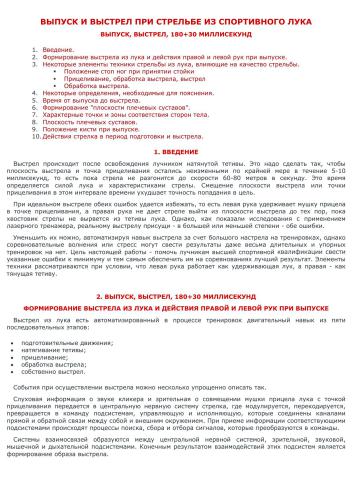 ВЫПУСК И ВЫСТРЕЛ ПРИ СТРЕЛЬБЕ ИЗ СПОРТИВНОГО ЛУКА
ВЫПУСК, ВЫСТРЕЛ, 180+30 МИЛЛИСЕКУНД
1. Введение.
2. Формирование выстрела из лука и действия правой и левой рук при выпуске.
3. Некоторые элементы техники стрельбы из лука, влияющие на качество стрельбы.
• Положение стоп ног при принятии стойки
• Прицеливание, обработка выстрела, выстрел
• Обработка выстрела.
4. Некоторые определения, необходимые для пояснения.
5. Время от выпуска до выстрела.
6. Формирование "плоскости плечевых суставов".
7. Характерные точки и зоны соответствия сторон тела.
8. Плоскость плечевых суставов.
9. Положение кисти при выпуске.
10. Действия стрелка в период подготовки и выстрела.
1. ВВЕДЕНИЕ
Выстрел происходит после освобождения лучником натянутой тетивы. Это надо сделать так, чтобы
плоскость выстрела и точка прицеливания остались неизменными по крайней мере в течение 5-10
миллисекунд, то есть пока стрела не разгонится до скорости 60-80 метров в секунду. Это время
определяется силой лука и характеристиками стрелы. Смещение плоскости выстрела или точки
прицеливания в этом интервале времени ухудшает точность попадания в цель.
При идеальном выстреле обеих ошибок удается избежать, то есть левая рука удерживает мушку прицела
в точке прицеливания, а правая рука не дает стреле выйти из плоскости выстрела до тех пор, пока
хвостовик стрелы не вырвется из тетивы лука. Однако, как показывают исследования с применением
лазерного тренажера, реальному выстрелу присущи - в большей или меньшей степени - обе ошибки.
Уменьшить их можно, автоматизируя навык выстрела за счет большого настрела на тренировках, однако
соревновательные волнения или стресс могут свести результаты даже весьма длительных и упорных
тренировок на нет. Цель настоящей работы - помочь лучникам высшей спортивной квалификации свести
указанные ошибки к минимуму и тем самым обеспечить им на соревнованиях лучший результат. Элементы
техники рассматриваются при условии, что левая рука работает как удерживающая лук, а правая - как
тянущая тетиву.
2. ВЫПУСК, ВЫСТРЕЛ, 180+30 МИЛЛИСЕКУНД
ФОРМИРОВАНИЕ ВЫСТРЕЛА ИЗ ЛУКА И ДЕЙСТВИЯ ПРАВОЙ И ЛЕВОЙ РУК ПРИ ВЫПУСКЕ
Выстрел из лука есть автоматизированный в процессе тренировок двигательный навык из пяти
последовательных этапов:
• подготовительные движения;
• натягивание тетивы;
• прицеливание;
• обработка выстрела;
• собственно выстрел.
События при осуществлении выстрела можно несколько упрощенно описать так.
Слуховая информация о звуке кликера и зрительная о совмещении мушки прицела лука с точкой
прицеливания передается в центральную нервную систему стрелка, где модулируется, перекодируется,
превращается в команду подсистемам, управляющую и исполняющую, которые соединены каналами
прямой и обратной связи между собой и внешним окружением. При приеме информации соответствующими
подсистемами происходят процессы поиска, сбора и отбора сигналов, которые преобразуются в команды.
Системы взаимосвязей образуются между центральной нервной системой, зрительной, звуковой,
мышечной и дыхательной подсистемами. Конечным результатом взаимодействий этих подсистем является
формирование образа выстрела.